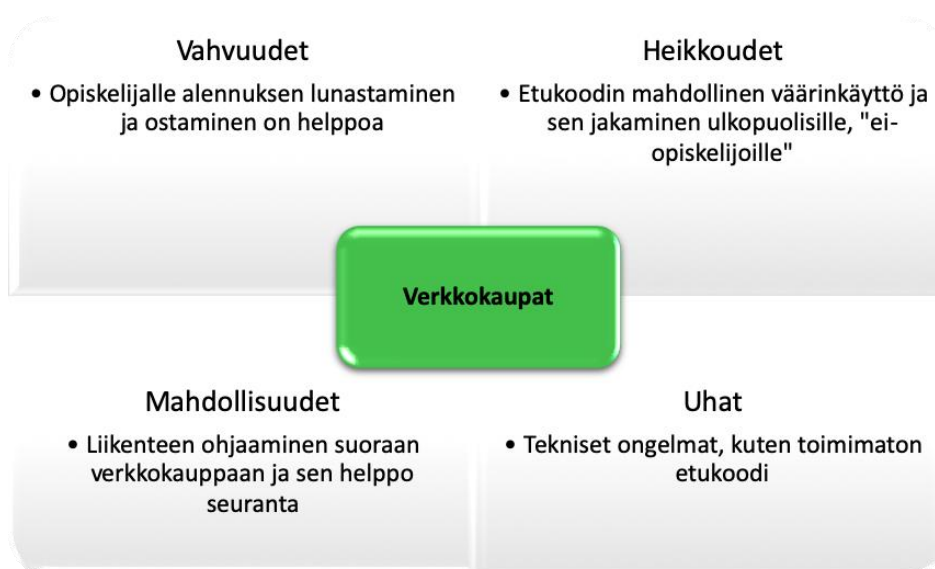 Vahvuudet
• Opiskelijalle alennuksen lunastaminen
ja ostaminen on helppoa
Heikkoudet
• Etukoodin mahdollinen väärinkäyttö ja
sen jakaminen ulkopuolisille, "ei-
opiskelijoille"
Verkkokaupat
Mahdollisuudet
• Liikenteen ohjaaminen suoraan
verkkokauppaan ja sen helppo
seuranta
Uhat
• Tekniset ongelmat, kuten toimimaton
etukoodi